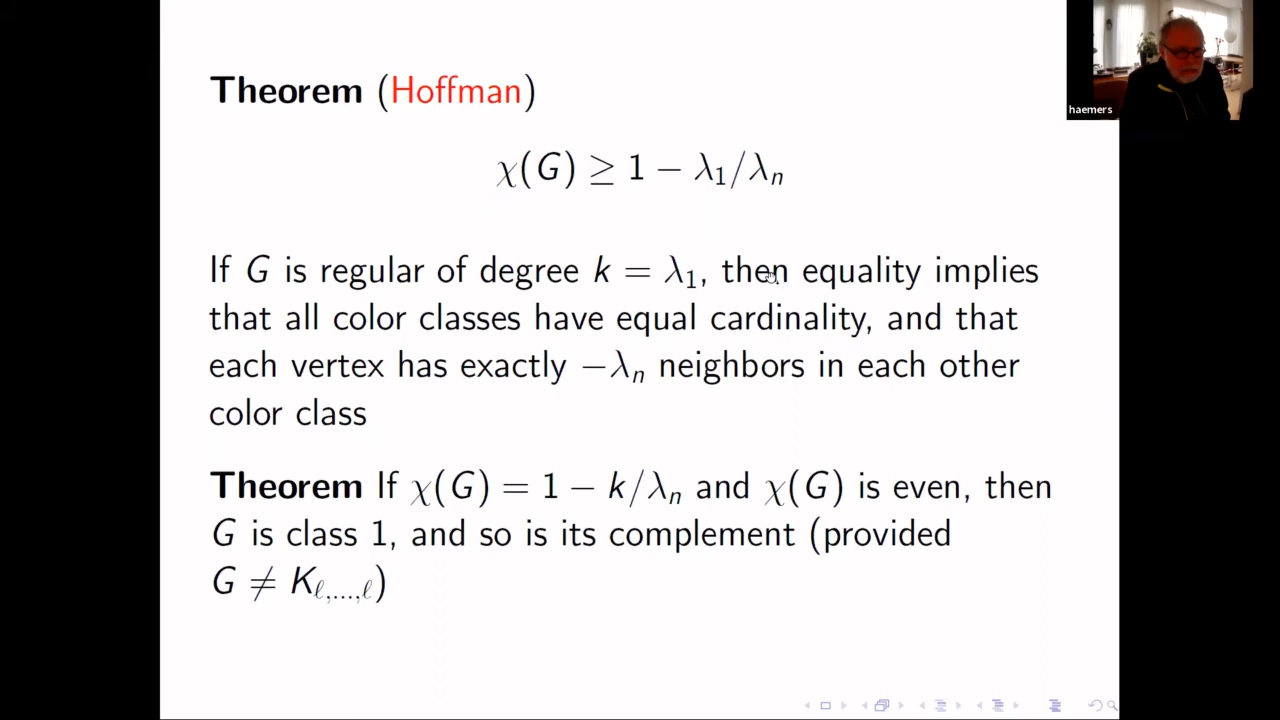 Theorem (Hoffman)
haemers
χ(G) ≥ 1 − λ₁/λₙ
If G is regular of degree k = λ₁, then equality implies
that all color classes have equal cardinality, and that
each vertex has exactly −λₙ neighbors in each other
color class
Theorem If χ(G) = 1 − k/λₙ and χ(G) is even, then
G is class 1, and so is its complement (provided
G ≠ K_{ℓ,...,ℓ})